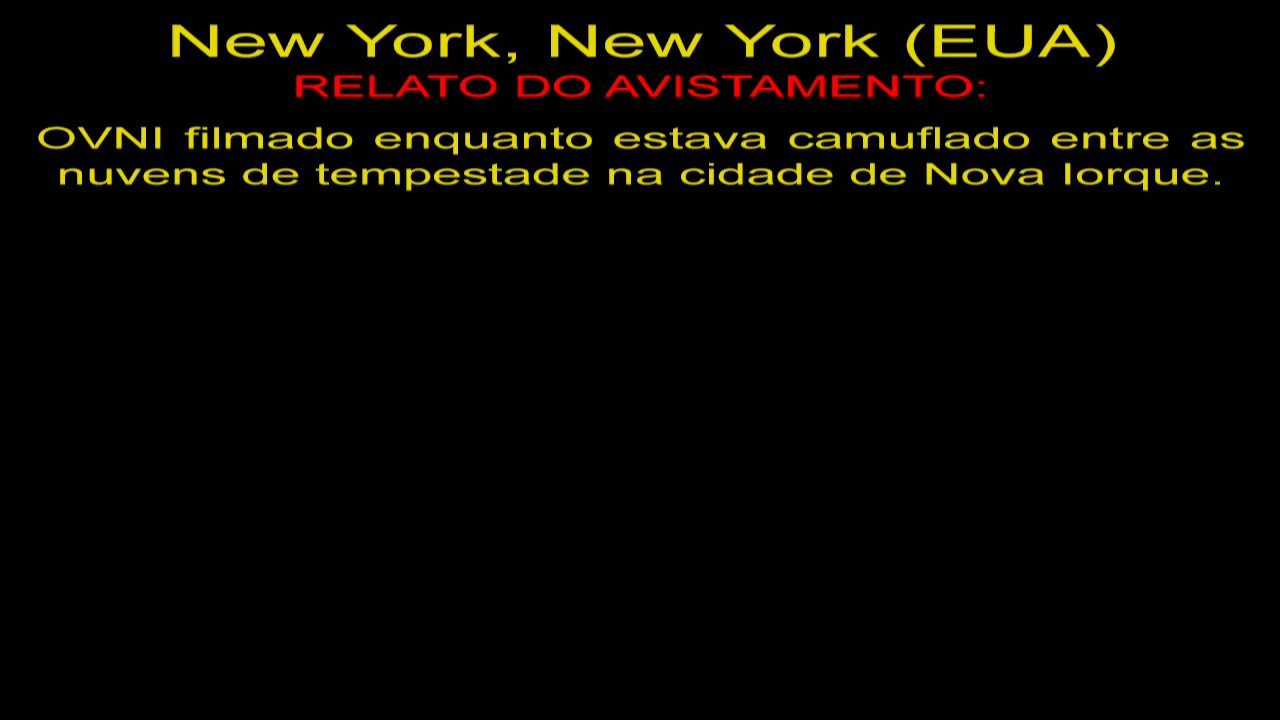 New York, New York (EUA)
RELATO DO AVISTAMENTO:
OVNI filmado enquanto estava camuflado entre as
nuvens de tempestade na cidade de Nova Iorque.